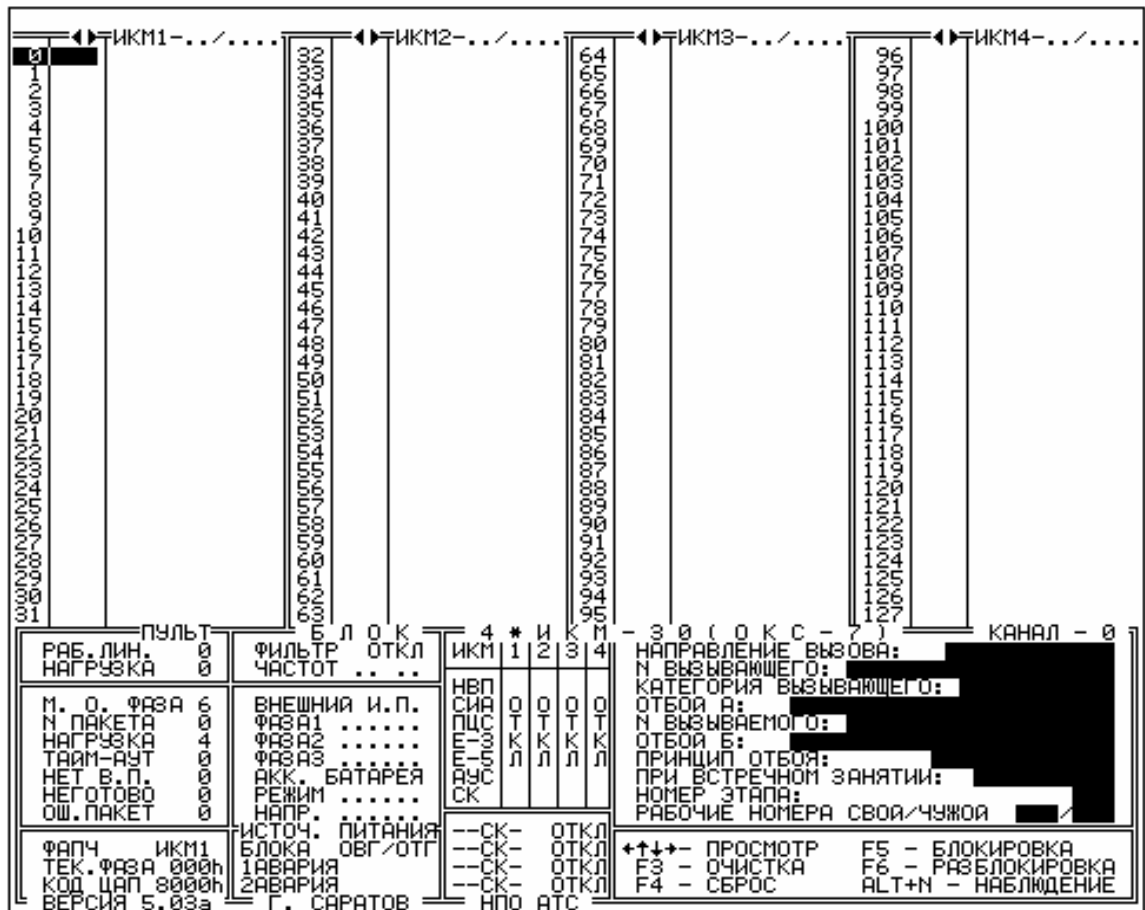 ИКМ1-../.... ИКМ2-../.... ИКМ3-../.... ИКМ4-../....
0 32 64 96
1 33 65 97
2 34 66 98
3 35 67 99
4 36 68 100
5 37 69 101
6 38 70 102
7 39 71 103
8 40 72 104
9 41 73 105
10 42 74 106
11 43 75 107
12 44 76 108
13 45 77 109
14 46 78 110
15 47 79 111
16 48 80 112
17 49 81 113
18 50 82 114
19 51 83 115
20 52 84 116
21 53 85 117
22 54 86 118
23 55 87 119
24 56 88 120
25 57 89 121
26 58 90 122
27 59 91 123
28 60 92 124
29 61 93 125
30 62 94 126
31 63 95 127
ПУЛЬТ
РАБ.ЛИН. 0
НАГРУЗКА 0
М. О. ФАЗА 6
N ПАКЕТА 0
НАГРУЗКА 4
ТАЙМ-АУТ 0
НЕТ В.П. 0
НЕГОТОВО 0
ОШ.ПАКЕТ 0
ФАПЧ ИКМ1
ТЕК.ФАЗА 000h
КОД ЦАП 8000h
ВЕРСИЯ 5.03а
Б Л О К
ФИЛЬТР ОТКЛ
ЧАСТОТ .. ..
ВНЕШНИЙ И.П.
ФАЗА1 ......
ФАЗА2 ......
ФАЗА3 ......
АКК. БАТАРЕЯ
РЕЖИМ ......
НАПР. ......
ИСТОЧ. ПИТАНИЯ
БЛОКА ОВГ/ОТГ
1АВАРИЯ
2АВАРИЯ
Г. САРАТОВ
4 * И К М - 3 0 ( О К С - 7 )
ИКМ 1 2 3 4
НВП
СИА О О О О
ПЦС Т Т Т Т
Е-3 К К К К
Е-5 Л Л Л Л
АУС
СК
--СК- ОТКЛ
--СК- ОТКЛ
--СК- ОТКЛ
--СК- ОТКЛ
НПО АТС
КАНАЛ - 0
НАПРАВЛЕНИЕ ВЫЗОВА:
N ВЫЗЫВАЮЩЕГО:
КАТЕГОРИЯ ВЫЗЫВАЮЩЕГО:
ОТБОЙ А:
N ВЫЗЫВАЕМОГО:
ОТБОЙ Б:
ПРИНЦИП ОТБОЯ:
ПРИ ВСТРЕЧНОМ ЗАНЯТИИ:
НОМЕР ЭТАПА:
РАБОЧИЕ НОМЕРА СВОЙ/ЧУЖОЙ /
←↑↓→- ПРОСМОТР F5 - БЛОКИРОВКА
F3 - ОЧИСТКА F6 - РАЗБЛОКИРОВКА
F4 - СБРОС ALT+N - НАБЛЮДЕНИЕ